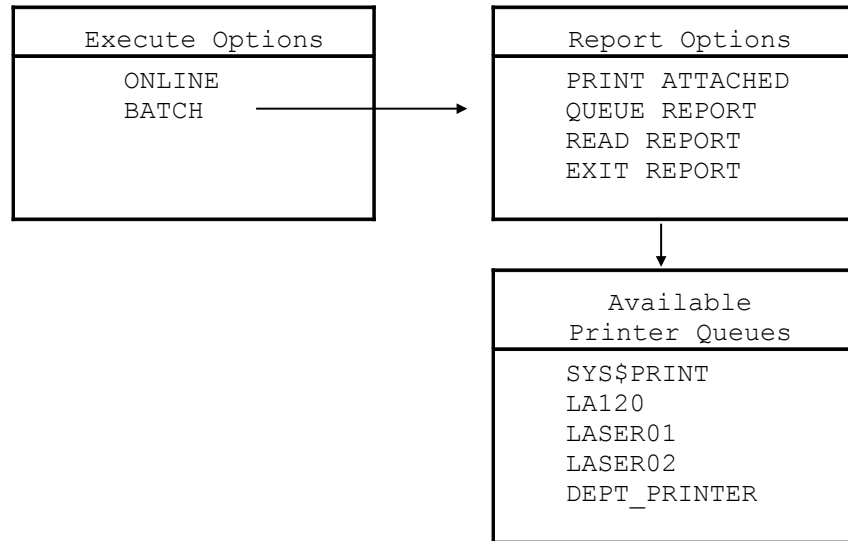 Execute Options
ONLINE
BATCH
Report Options
PRINT ATTACHED
QUEUE REPORT
READ REPORT
EXIT REPORT
Available
Printer Queues
SYS$PRINT
LA120
LASER01
LASER02
DEPT_PRINTER